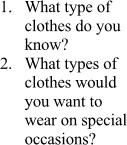 1. What type of
clothes do you
know?
2. What types of
clothes would
you want to
wear on special
occasions?